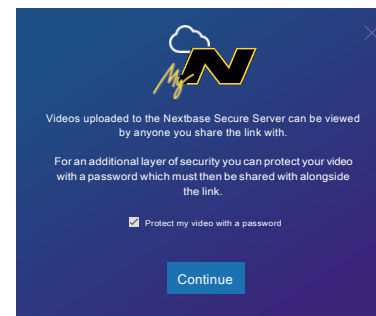 My N
Videos uploaded to the Nextbase Secure Server can be viewed
by anyone you share the link with.
For an additional layer of security you can protect your video
with a password which must then be shared with alongside
the link.
Protect my video with a password
Continue